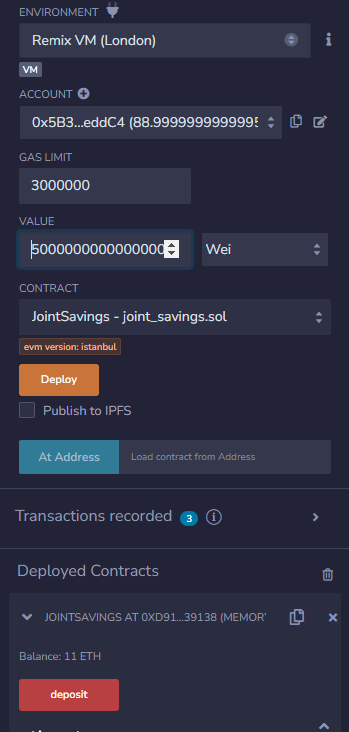 ENVIRONMENT
Remix VM (London)
VM
ACCOUNT
0x5B3...eddC4 (88.9999999999995
GAS LIMIT
3000000
VALUE
5000000000000000
Wei
CONTRACT
JointSavings - joint_savings.sol
evm version: istanbul
Deploy
Publish to IPFS
At Address
Load contract from Address
Transactions recorded 3
Deployed Contracts
JOINTSAVINGS AT 0XD91...39138 (MEMOR
Balance: 11 ETH
deposit